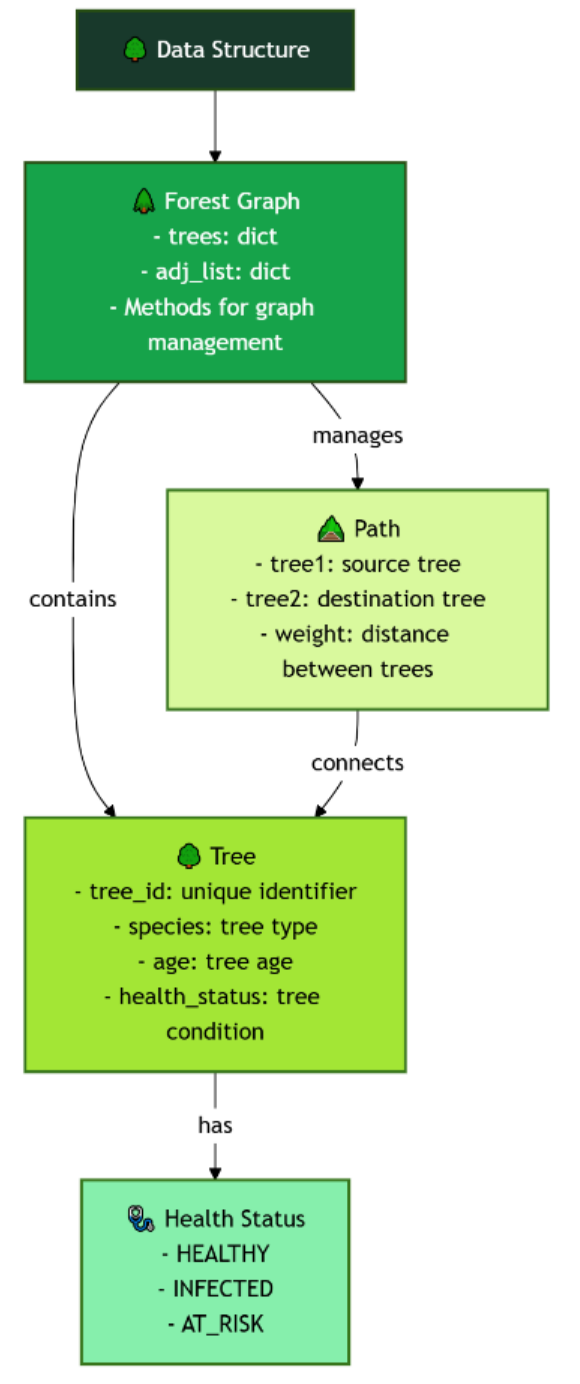 Data Structure
Forest Graph
- trees: dict
- adj_list: dict
- Methods for graph
management
manages
Path
- tree1: source tree
- tree2: destination tree
- weight: distance
between trees
contains
connects
Tree
- tree_id: unique identifier
- species: tree type
- age: tree age
- health_status: tree
condition
has
Health Status
- HEALTHY
- INFECTED
- AT_RISK